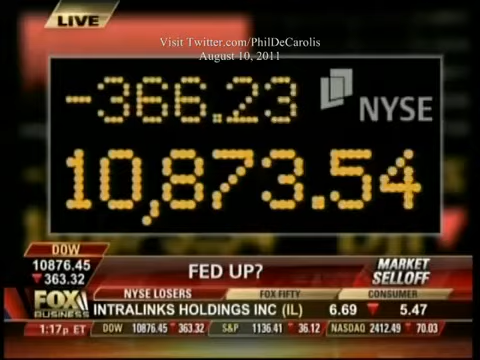 LIVE
Visit Twitter.com/PhilDeCarolis
August 10, 2011
-366.23
NYSE
10,873.54
DOW
10876.45
▼ 363.32
FED UP?
MARKET
SELLOFF
NYSE LOSERS FOX FIFTY CONSUMER
FOX
BUSINESS
INTRALINKS HOLDINGS INC (IL) 6.69 ▼ 5.47
1:17p ET DOW 10876.45 ▼ 363.32 S&P 1136.41 ▼ 36.12 NASDAQ 2412.49 ▼ 70.03